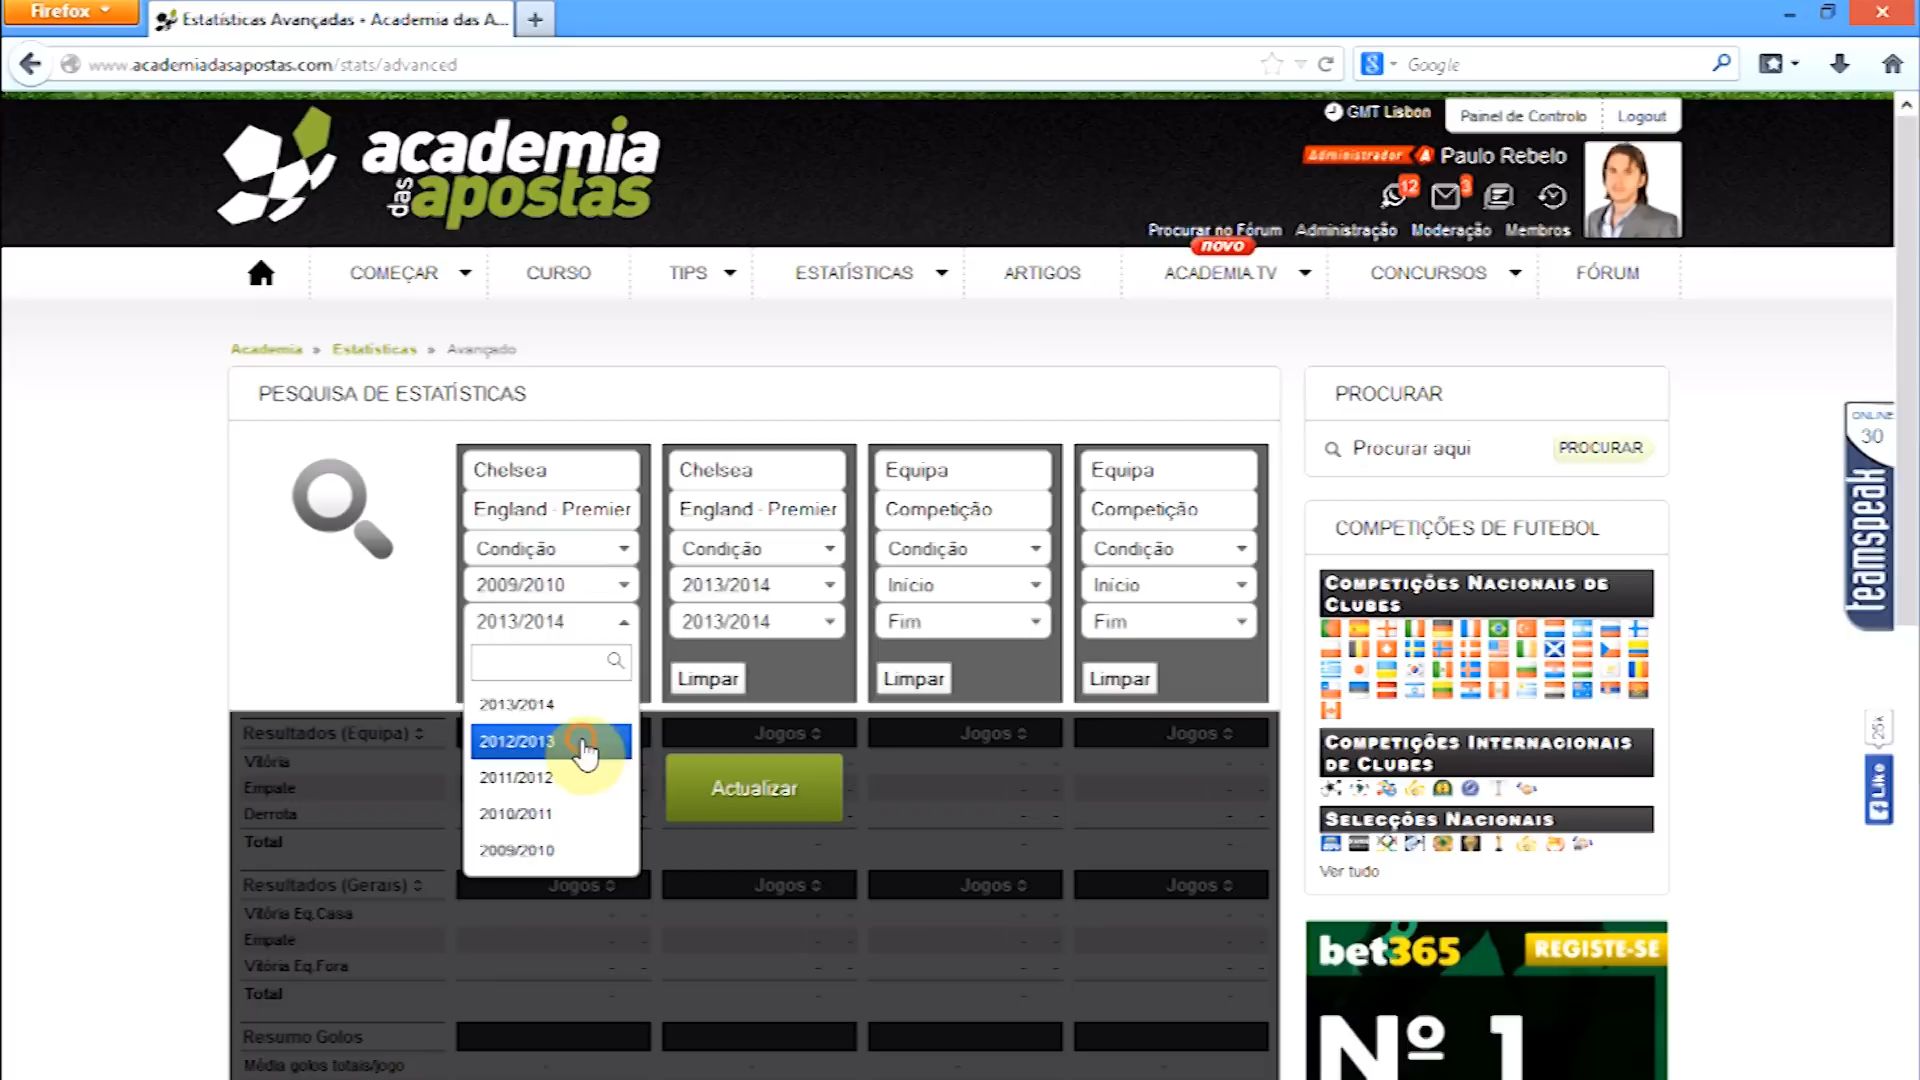 Firefox
Estatísticas Avançadas - Academia das A...
www.academiadasapostas.com/stats/advanced
Google
academia
das
apostas
GMT Lisbon
Painel de Controlo
Logout
Administrador A
Paulo Rebelo
12
3
Procurar no Fórum
Administração
Moderação
Membros
novo
COMEÇAR
CURSO
TIPS
ESTATÍSTICAS
ARTIGOS
ACADEMIA.TV
CONCURSOS
FÓRUM
Academia » Estatísticas » Avançado
PESQUISA DE ESTATÍSTICAS
Chelsea
England - Premier
Condição
2009/2010
2013/2014
2013/2014
2012/2013
2011/2012
2010/2011
2009/2010
Chelsea
England - Premier
Condição
2013/2014
2013/2014
Limpar
Equipa
Competição
Condição
Início
Fim
Limpar
Equipa
Competição
Condição
Início
Fim
Limpar
Resultados (Equipa)
Jogos
Jogos
Jogos
Vitória
Empate
Derrota
Total
Actualizar
Resultados (Gerais)
Jogos
Jogos
Jogos
Jogos
Vitória Eq.Casa
Empate
Vitória Eq.Fora
Total
Resumo Golos
Média golos totais/jogo
PROCURAR
Procurar aqui
PROCURAR
COMPETIÇÕES DE FUTEBOL
Competições Nacionais de
Clubes
Competições Internacionais
de Clubes
Selecções Nacionais
Ver tudo
bet365
REGISTE-SE
Nº 1
ONLINE
30
teamspeak
25k
Like